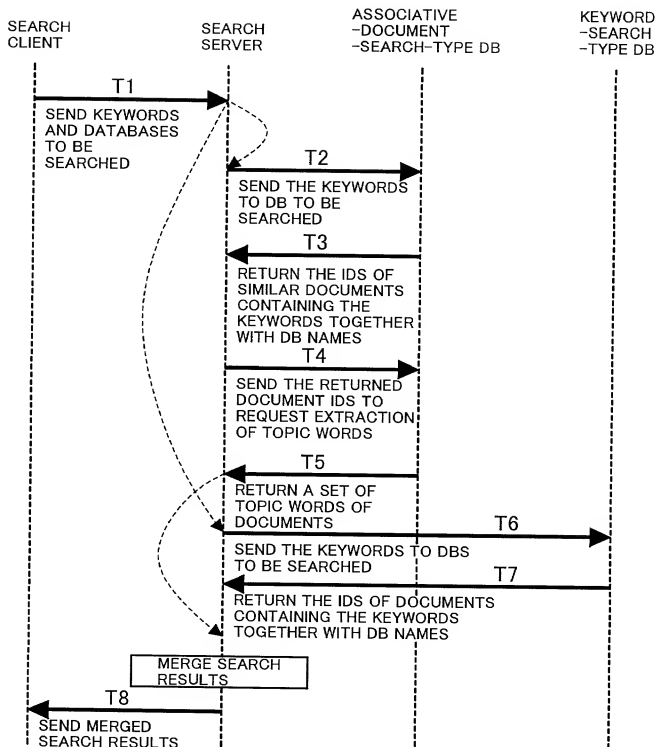 SEARCH
CLIENT
SEARCH
SERVER
ASSOCIATIVE
-DOCUMENT
-SEARCH-TYPE DB
KEYWORD
-SEARCH
-TYPE DB
T1
SEND KEYWORDS
AND DATABASES
TO BE
SEARCHED
T2
SEND THE KEYWORDS
TO DB TO BE
SEARCHED
T3
RETURN THE IDS OF
SIMILAR DOCUMENTS
CONTAINING THE
KEYWORDS TOGETHER
WITH DB NAMES
T4
SEND THE RETURNED
DOCUMENT IDS TO
REQUEST EXTRACTION
OF TOPIC WORDS
T5
RETURN A SET OF
TOPIC WORDS OF
DOCUMENTS
T6
SEND THE KEYWORDS TO DBS
TO BE SEARCHED
T7
RETURN THE IDS OF DOCUMENTS
CONTAINING THE KEYWORDS
TOGETHER WITH DB NAMES
MERGE SEARCH
RESULTS
T8
SEND MERGED
SEARCH RESULTS